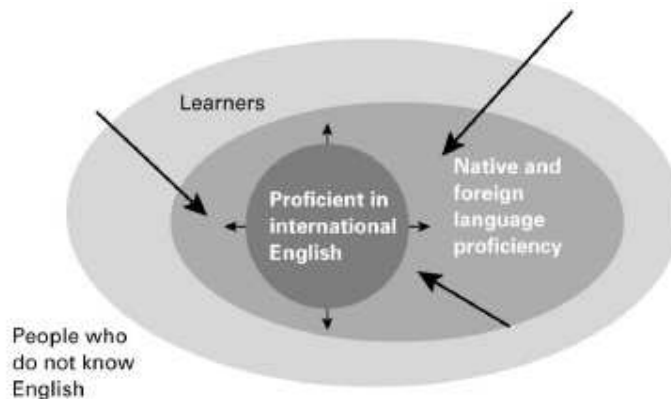 Learners
Native and
foreign
language
proficiency
Proficient in
international
English
People who
do not know
English